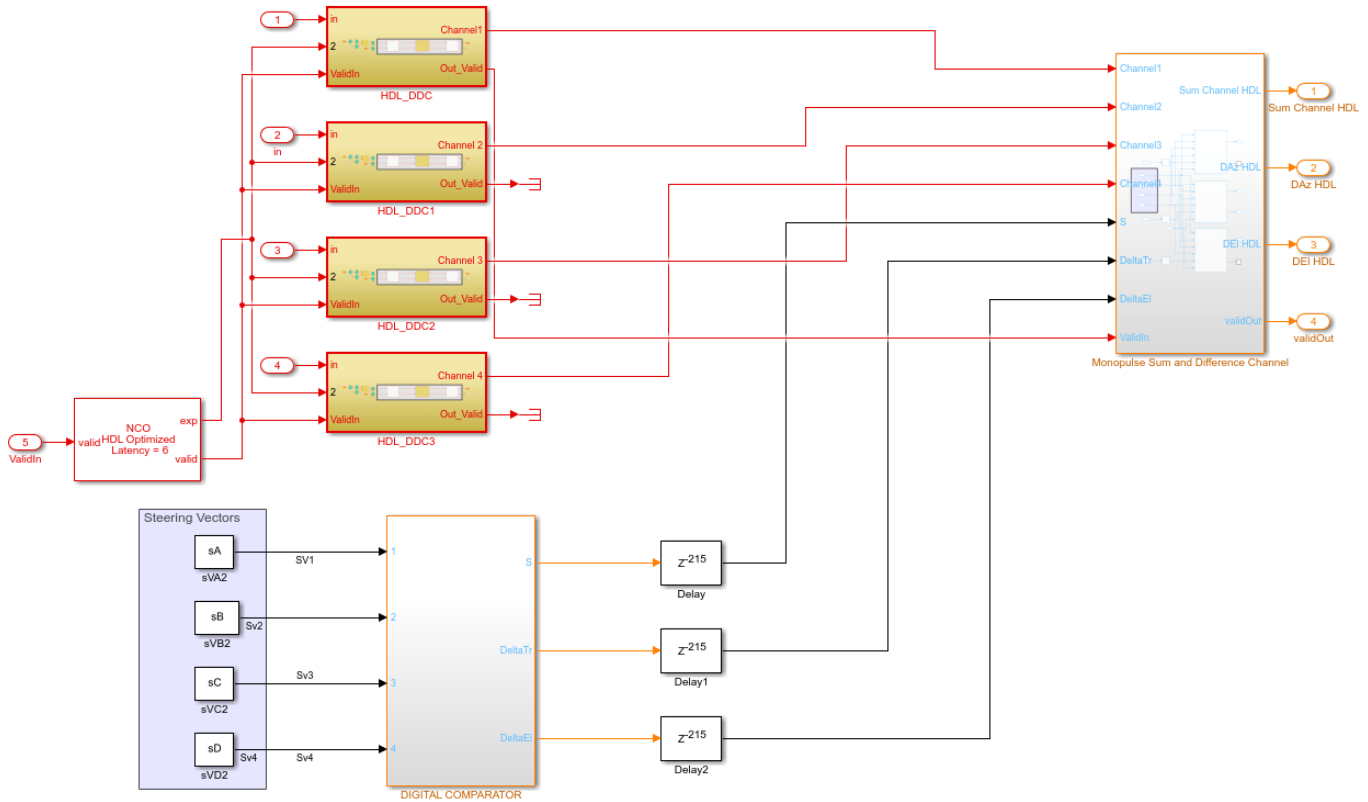 1
in
2
ValidIn
Channel1
Out_Valid
HDL_DDC
2
in
in
2
ValidIn
Channel 2
Out_Valid
HDL_DDC1
3
in
2
ValidIn
Channel 3
Out_Valid
HDL_DDC2
4
in
2
ValidIn
Channel 4
Out_Valid
HDL_DDC3
5
ValidIn
valid
NCO
HDL Optimized
Latency = 6
exp
valid
Channel1
Channel2
Channel3
Channel4
S
DeltaTr
DeltaEl
ValidIn
Sum Channel HDL
DAz HDL
DEl HDL
validOut
Monopulse Sum and Difference Channel
1
Sum Channel HDL
2
DAz HDL
3
DEl HDL
4
validOut
Steering Vectors
sA
sVA2
SV1
sB
sVB2
Sv2
sC
sVC2
Sv3
sD
sVD2
Sv4
Sv4
1
2
3
4
S
DeltaTr
DeltaEl
DIGITAL COMPARATOR
z-215
Delay
z-215
Delay1
z-215
Delay2